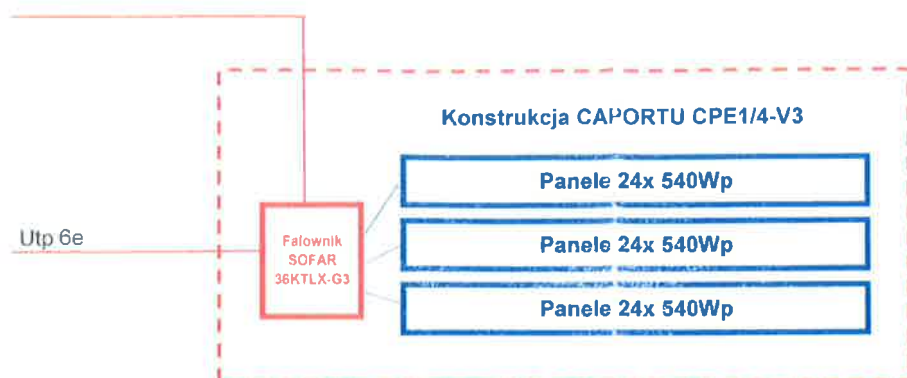 Konstrukcja CAPORTU CPE1/4-V3
Panele 24x 540Wp
Utp 6e
Falownik
SOFAR
36KTLX-G3
Panele 24x 540Wp
Panele 24x 540Wp